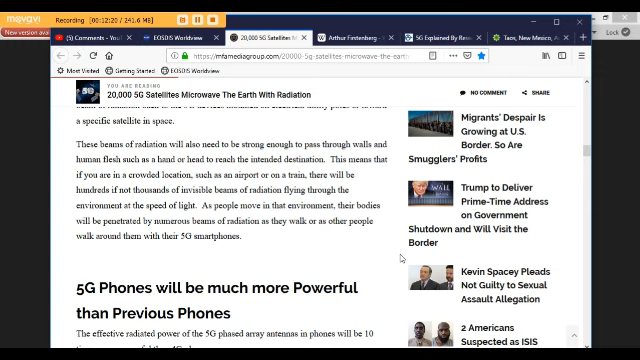 movavi
Recording | 00:12:20 / 241.6 MB
New version avai
Lock
(5) Comments - YouTub
EOSDIS Worldview
20,000 5G Satellites M
Arthur Firstenberg - W
5G Explained By Resea
Taos, New Mexico, A
https://mfamediagroup.com/20000-5g-satellites-microwave-the-earth
Most Visited
Getting Started
EOSDIS Worldview
5G
YOU ARE READING
20,000 5G Satellites Microwave The Earth With Radiation
NO COMMENT
SHARE
a specific satellite in space.
These beams of radiation will also need to be strong enough to pass through walls and
human flesh such as a hand or head to reach the intended destination. This means that
if you are in a crowded location, such as an airport or on a train, there will be
hundreds if not thousands of invisible beams of radiation flying through the
environment at the speed of light. As people move in that environment, their bodies
will be penetrated by numerous beams of radiation as they walk or as other people
walk around them with their 5G smartphones.
5G Phones will be much more Powerful
than Previous Phones
The effective radiated power of the 5G phased array antennas in phones will be 10
Migrants' Despair Is
Growing at U.S.
Border. So Are
Smugglers' Profits
WALL
Trump to Deliver
Prime-Time Address
on Government
Shutdown and Will Visit the
Border
Kevin Spacey Pleads
Not Guilty to Sexual
Assault Allegation
2 Americans
Suspected as ISIS